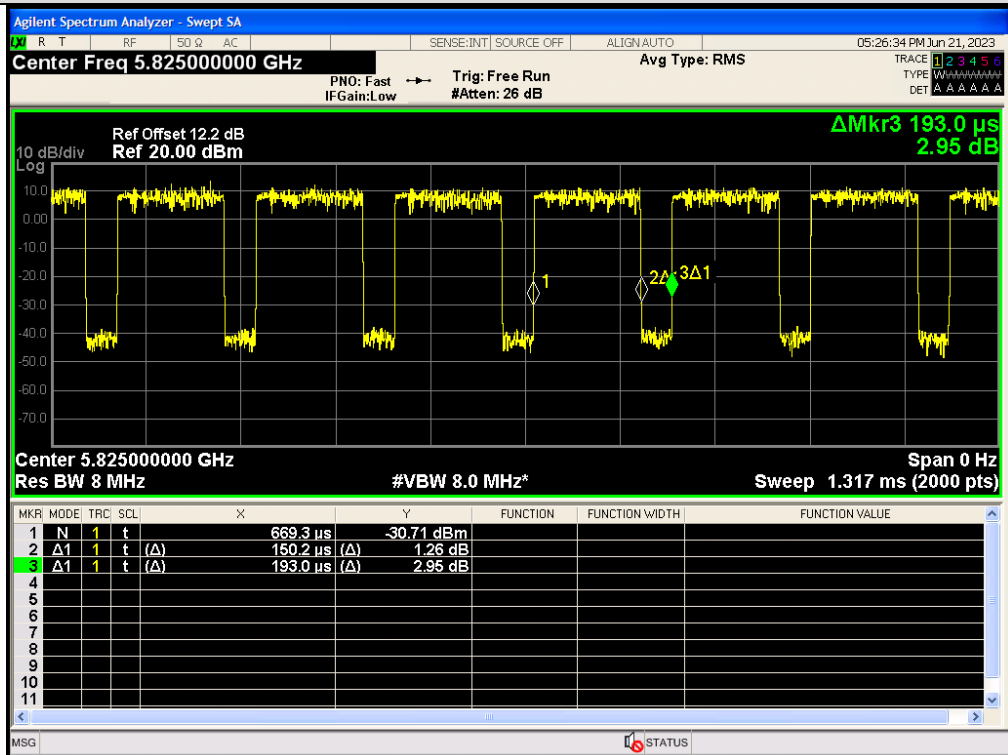 Agilent Spectrum Analyzer - Swept SA
LXI R T RF 50 Ω AC SENSE:INT SOURCE OFF ALIGN AUTO 05:26:34 PM Jun 21, 2023
Center Freq 5.825000000 GHz Avg Type: RMS TRACE 1 2 3 4 5 6
PNO: Fast Trig: Free Run TYPE WWWWWW
IFGain:Low #Atten: 26 dB DET A A A A A A
ΔMkr3 193.0 µs
2.95 dB
Ref Offset 12.2 dB
10 dB/div Ref 20.00 dBm
Log
10.0
0.00
-10.0
-20.0
-30.0
-40.0
-50.0
-60.0
-70.0
1
2Δ1
3Δ1
Center 5.825000000 GHz Span 0 Hz
Res BW 8 MHz #VBW 8.0 MHz* Sweep 1.317 ms (2000 pts)
MKR MODE TRC SCL X Y FUNCTION FUNCTION WIDTH FUNCTION VALUE
1 N 1 t 669.3 µs -30.71 dBm
2 Δ1 1 t (Δ) 150.2 µs (Δ) 1.26 dB
3 Δ1 1 t (Δ) 193.0 µs (Δ) 2.95 dB
4
5
6
7
8
9
10
11
MSG STATUS